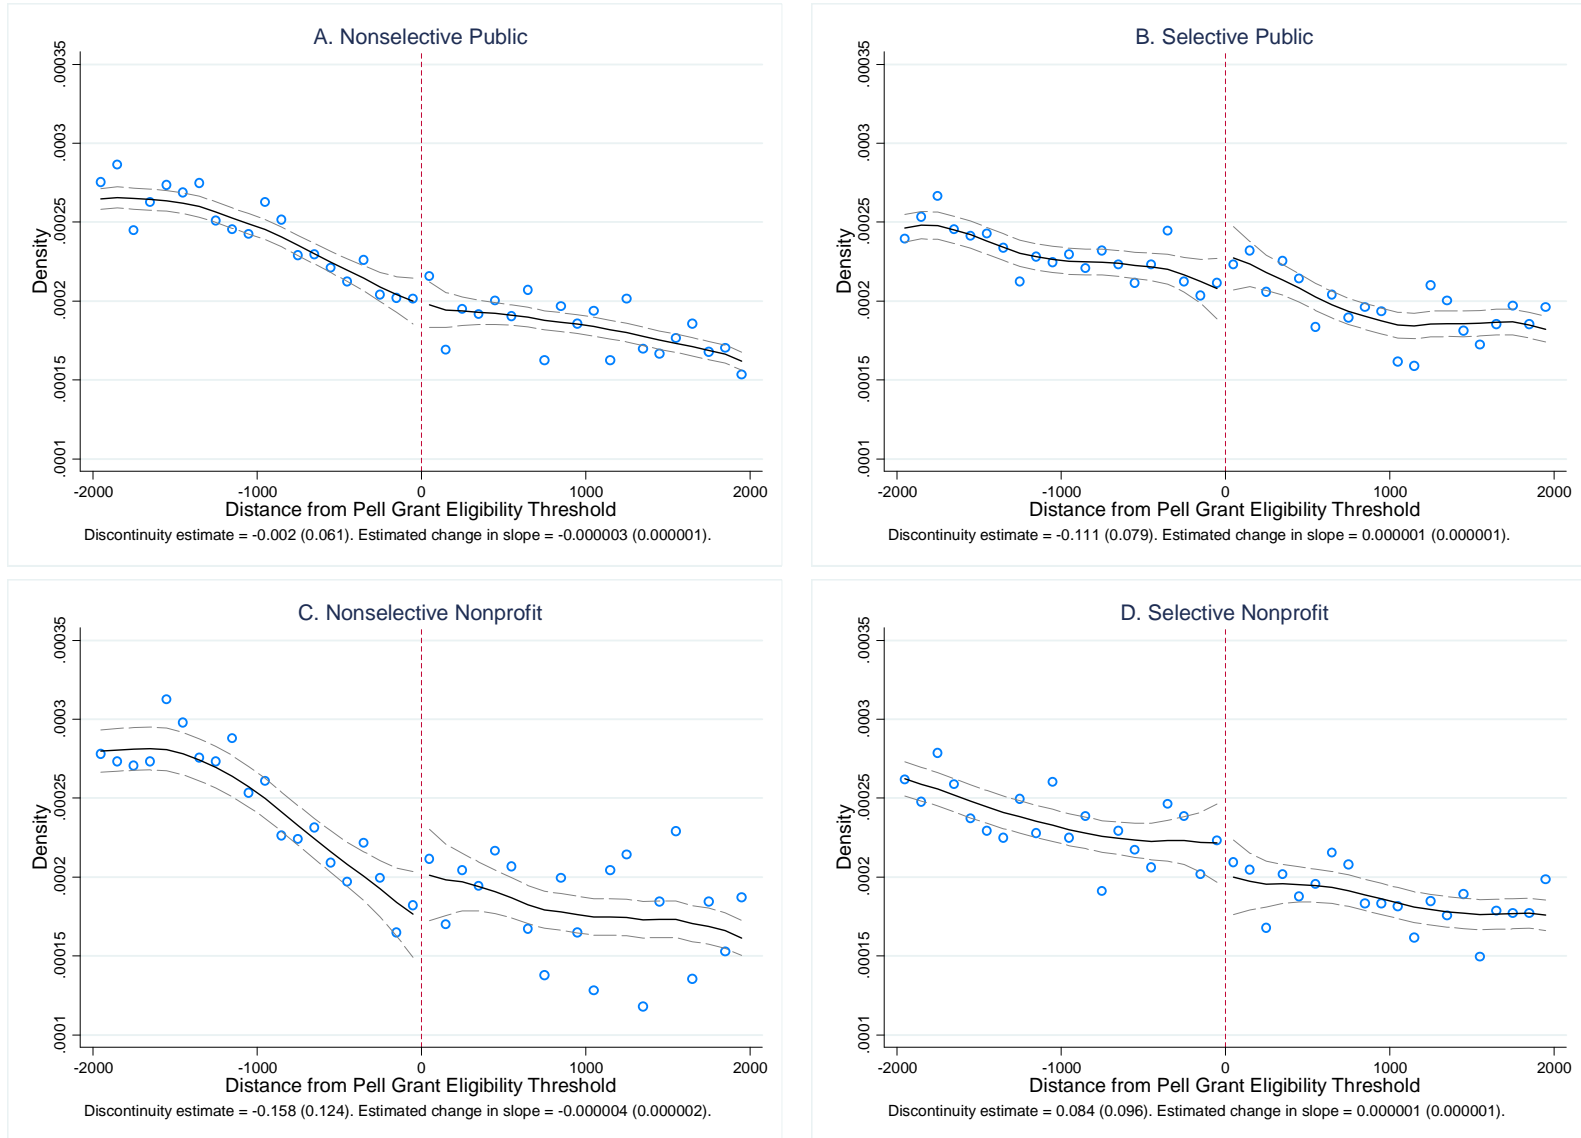 A. Nonselective Public
.00035
.0003
.00025
.0002
.00015
.0001
Density
-2000 -1000 0 1000 2000
Distance from Pell Grant Eligibility Threshold
Discontinuity estimate = -0.002 (0.061). Estimated change in slope = -0.000003 (0.000001).
B. Selective Public
.00035
.0003
.00025
.0002
.00015
.0001
Density
-2000 -1000 0 1000 2000
Distance from Pell Grant Eligibility Threshold
Discontinuity estimate = -0.111 (0.079). Estimated change in slope = 0.000001 (0.000001).
C. Nonselective Nonprofit
.00035
.0003
.00025
.0002
.00015
.0001
Density
-2000 -1000 0 1000 2000
Distance from Pell Grant Eligibility Threshold
Discontinuity estimate = -0.158 (0.124). Estimated change in slope = -0.000004 (0.000002).
D. Selective Nonprofit
.00035
.0003
.00025
.0002
.00015
.0001
Density
-2000 -1000 0 1000 2000
Distance from Pell Grant Eligibility Threshold
Discontinuity estimate = 0.084 (0.096). Estimated change in slope = 0.000001 (0.000001).